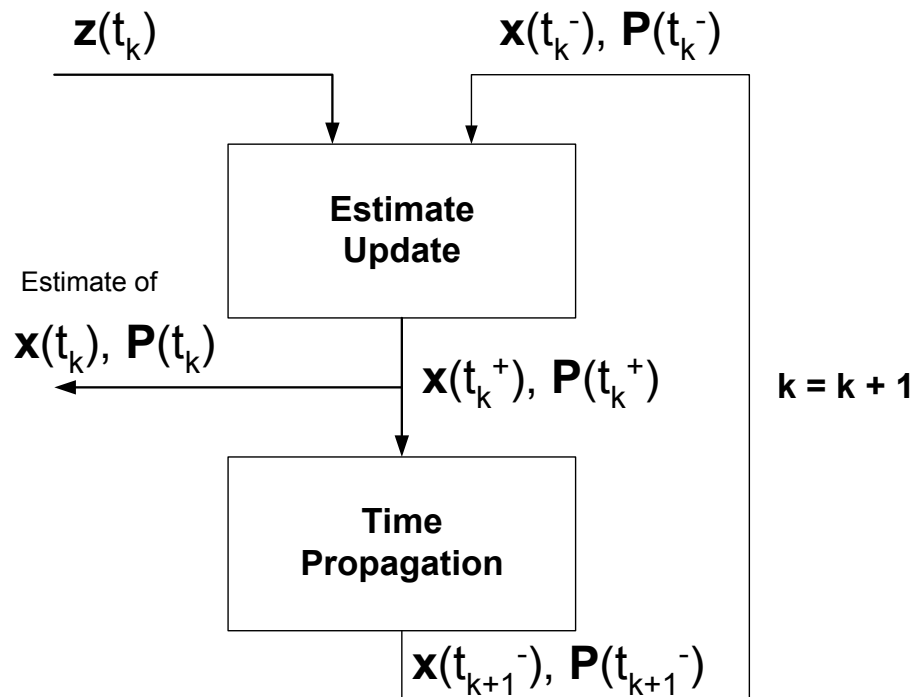 z(tₖ)
x(tₖ⁻), P(tₖ⁻)
Estimate
Update
Estimate of
x(tₖ), P(tₖ)
x(tₖ⁺), P(tₖ⁺)
k = k + 1
Time
Propagation
x(tₖ₊₁⁻), P(tₖ₊₁⁻)